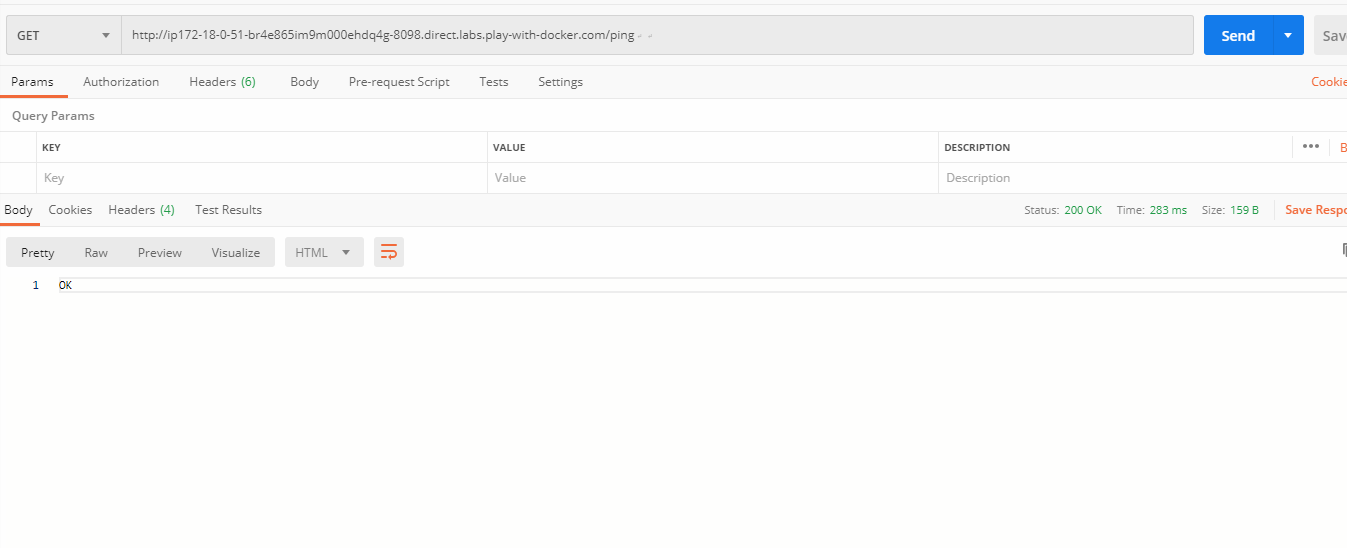 GET http://ip172-18-0-51-br4e865im9m000ehdq4g-8098.direct.labs.play-with-docker.com/ping Send Sav
Params Authorization Headers (6) Body Pre-request Script Tests Settings Cookie
Query Params
KEY VALUE DESCRIPTION ••• B
Key Value Description
Body Cookies Headers (4) Test Results Status: 200 OK Time: 283 ms Size: 159 B Save Respo
Pretty Raw Preview Visualize HTML
1 OK